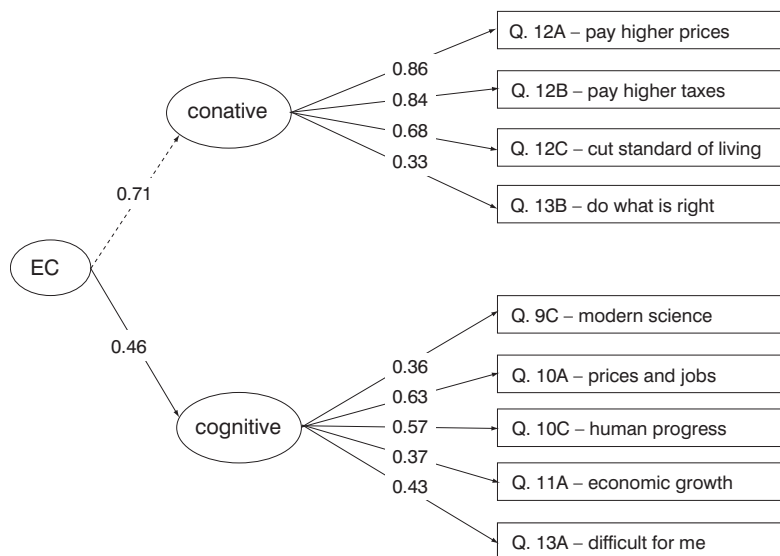 Q. 12A – pay higher prices
0.86
conative
0.84
Q. 12B – pay higher taxes
0.68
Q. 12C – cut standard of living
0.33
0.71
Q. 13B – do what is right
EC
Q. 9C – modern science
0.46
0.36
Q. 10A – prices and jobs
0.63
cognitive
0.57
Q. 10C – human progress
0.37
Q. 11A – economic growth
0.43
Q. 13A – difficult for me